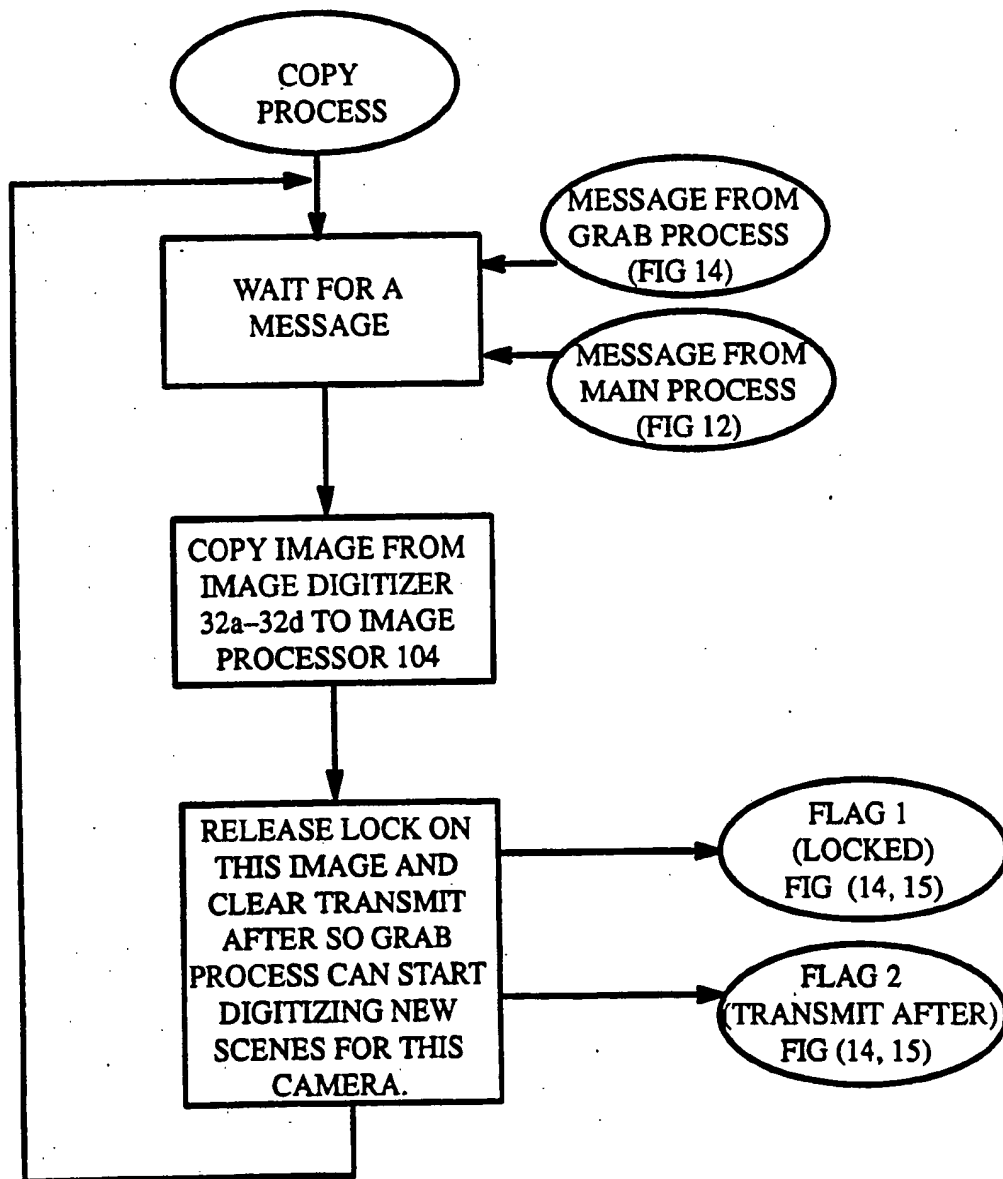 COPY
PROCESS
MESSAGE FROM
GRAB PROCESS
(FIG 14)
WAIT FOR A
MESSAGE
MESSAGE FROM
MAIN PROCESS
(FIG 12)
COPY IMAGE FROM
IMAGE DIGITIZER
32a–32d TO IMAGE
PROCESSOR 104
RELEASE LOCK ON
THIS IMAGE AND
CLEAR TRANSMIT
AFTER SO GRAB
PROCESS CAN START
DIGITIZING NEW
SCENES FOR THIS
CAMERA.
FLAG 1
(LOCKED)
FIG (14, 15)
FLAG 2
(TRANSMIT AFTER)
FIG (14, 15)